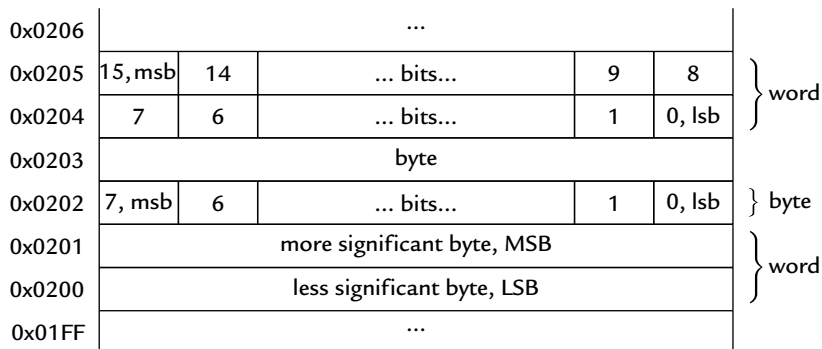 0x0206 ...
0x0205 15, msb 14 ... bits... 9 8
word
0x0204 7 6 ... bits... 1 0, lsb
0x0203 byte
0x0202 7, msb 6 ... bits... 1 0, lsb } byte
0x0201 more significant byte, MSB
word
0x0200 less significant byte, LSB
0x01FF ...